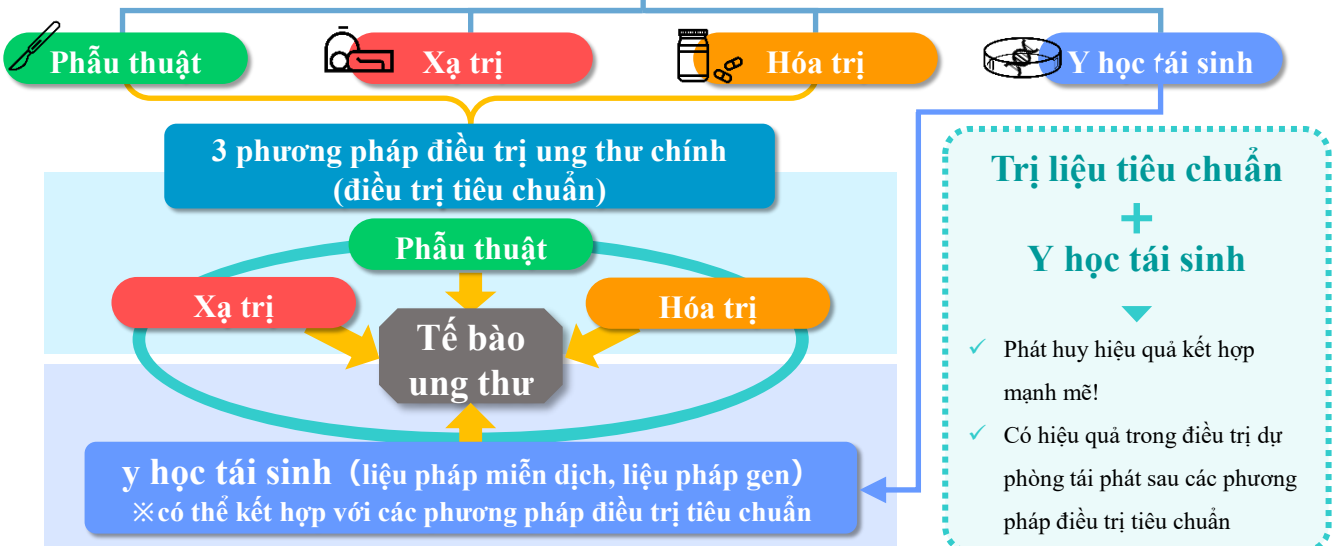 Phẫu thuật
Xạ trị
Hóa trị
Y học tái sinh
3 phương pháp điều trị ung thư chính
(điều trị tiêu chuẩn)
Phẫu thuật
Xạ trị
Hóa trị
Tế bào
ung thư
y học tái sinh（liệu pháp miễn dịch, liệu pháp gen）
※có thể kết hợp với các phương pháp điều trị tiêu chuẩn
Trị liệu tiêu chuẩn
+
Y học tái sinh
✓ Phát huy hiệu quả kết hợp
mạnh mẽ!
✓ Có hiệu quả trong điều trị dự
phòng tái phát sau các phương
pháp điều trị tiêu chuẩn